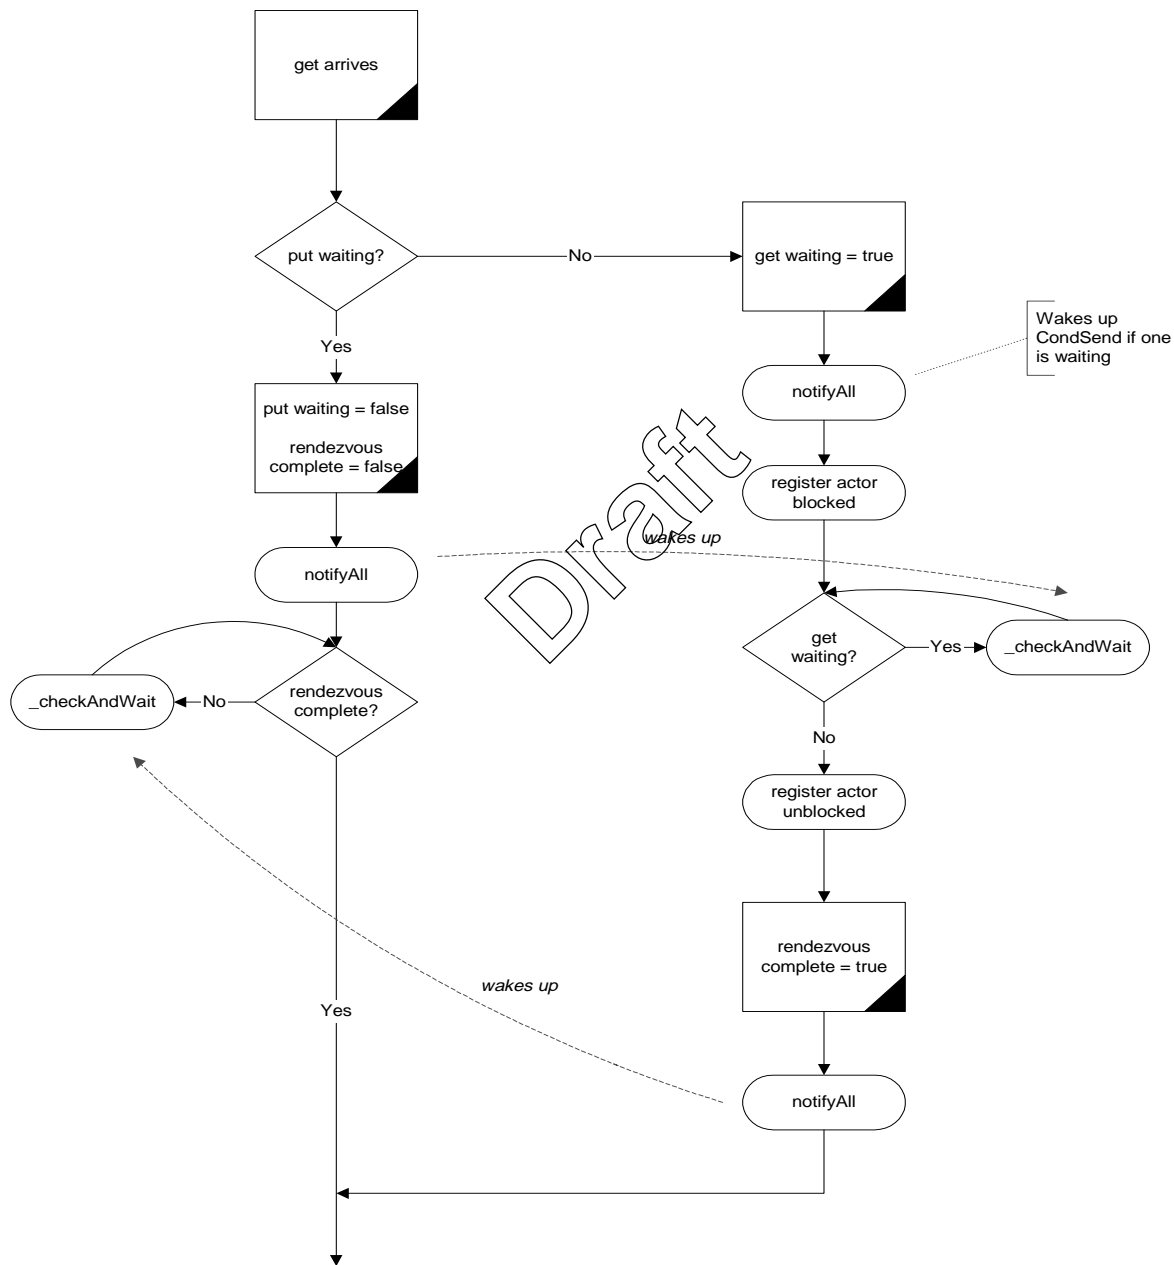 get arrives
put waiting?
No
get waiting = true
Wakes up
CondSend if one
is waiting
Yes
put waiting = false
rendezvous
complete = false
notifyAll
notifyAll
register actor
blocked
Draft
wakes up
notifyAll
get
waiting?
Yes
_checkAndWait
_checkAndWait
No
rendezvous
complete?
No
register actor
unblocked
rendezvous
complete = true
wakes up
Yes
notifyAll